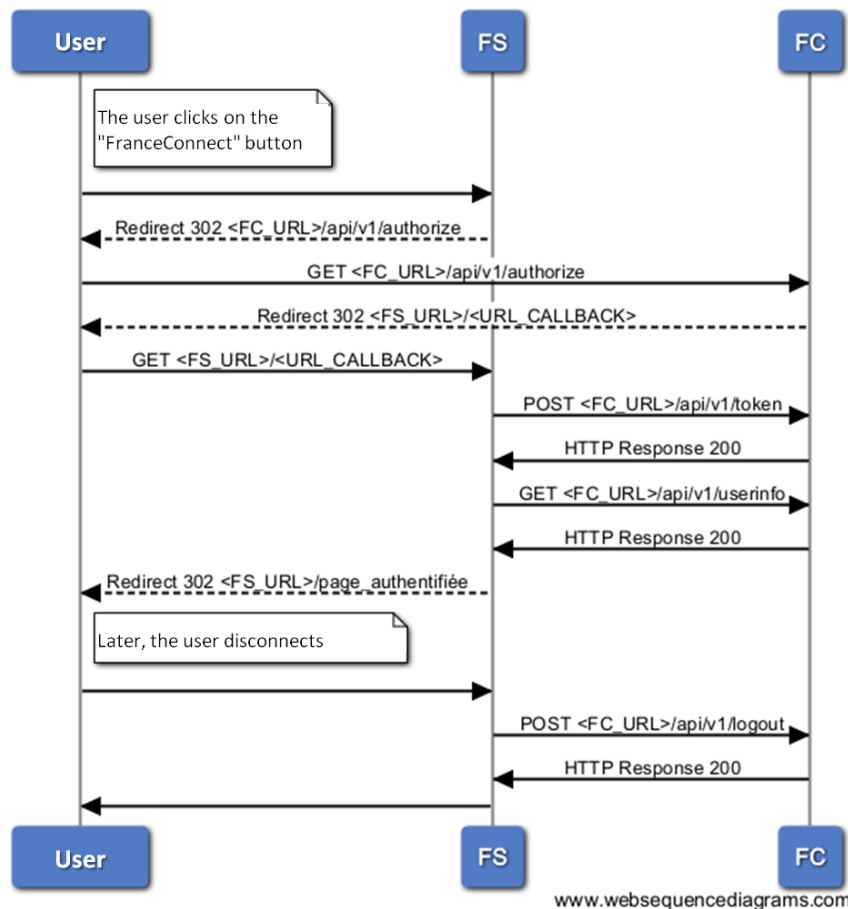 User
FS
FC
The user clicks on the
"FranceConnect" button
Redirect 302 <FC_URL>/api/v1/authorize
GET <FC_URL>/api/v1/authorize
Redirect 302 <FS_URL>/<URL_CALLBACK>
GET <FS_URL>/<URL_CALLBACK>
POST <FC_URL>/api/v1/token
HTTP Response 200
GET <FC_URL>/api/v1/userinfo
HTTP Response 200
Redirect 302 <FS_URL>/page_authentifiée
Later, the user disconnects
POST <FC_URL>/api/v1/logout
HTTP Response 200
User
FS
FC
www.websequencediagrams.com